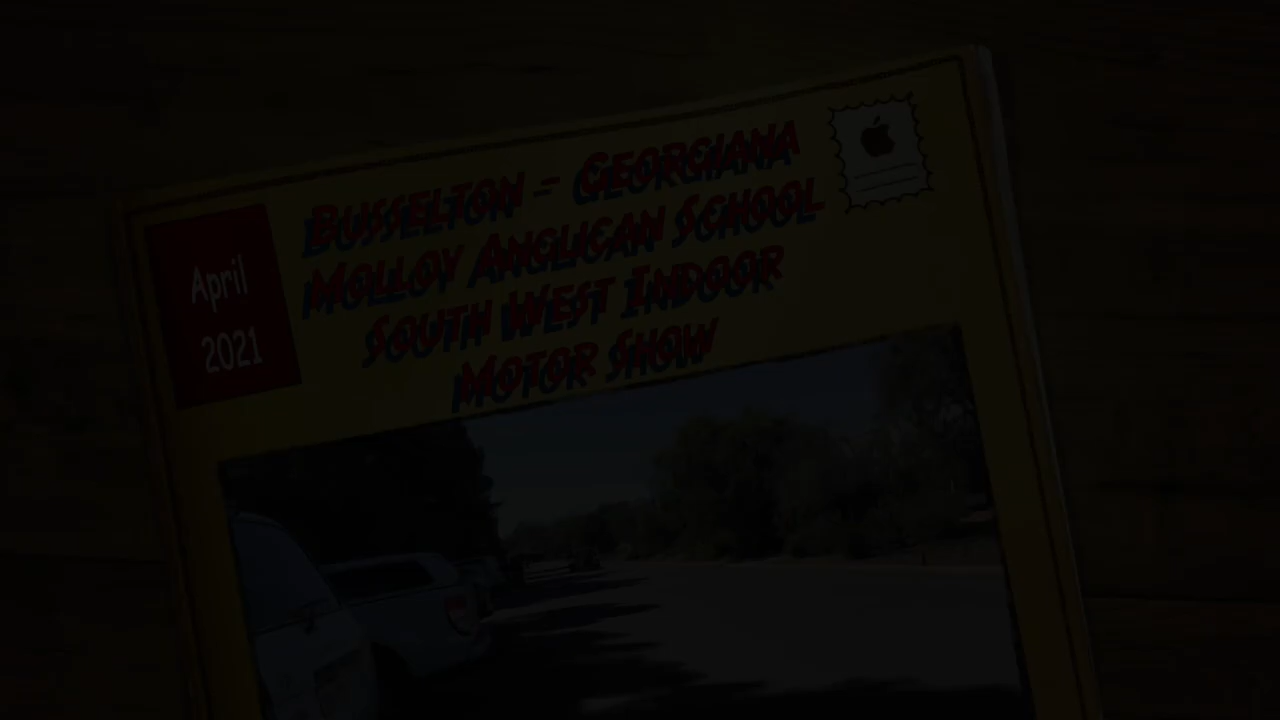 April
2021
BUSSELTON - GEORGIANA
MOLLOY ANGLICAN SCHOOL
SOUTH WEST INDOOR
MOTOR SHOW